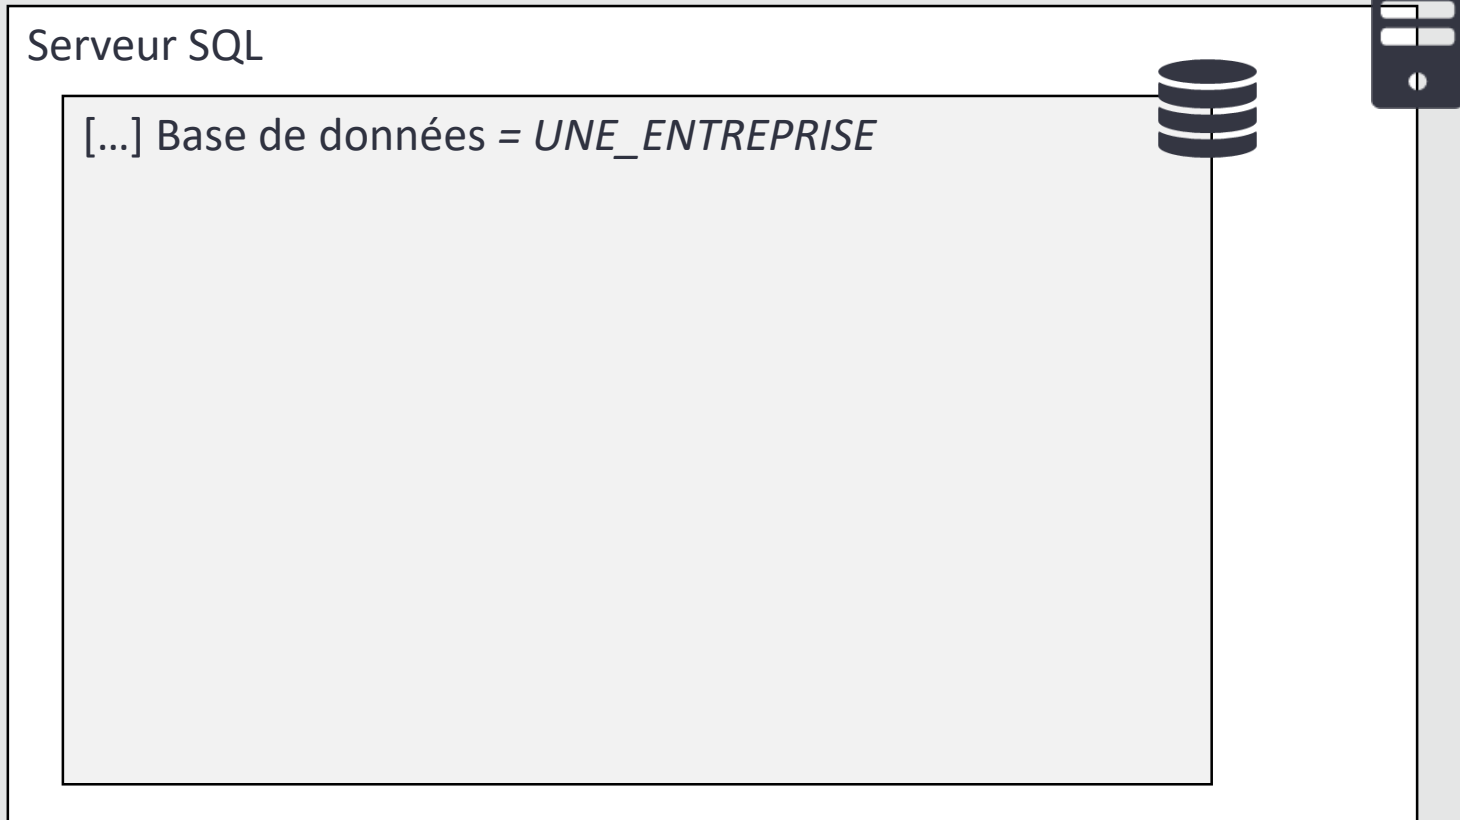 Serveur SQL
[…] Base de données = UNE_ENTREPRISE